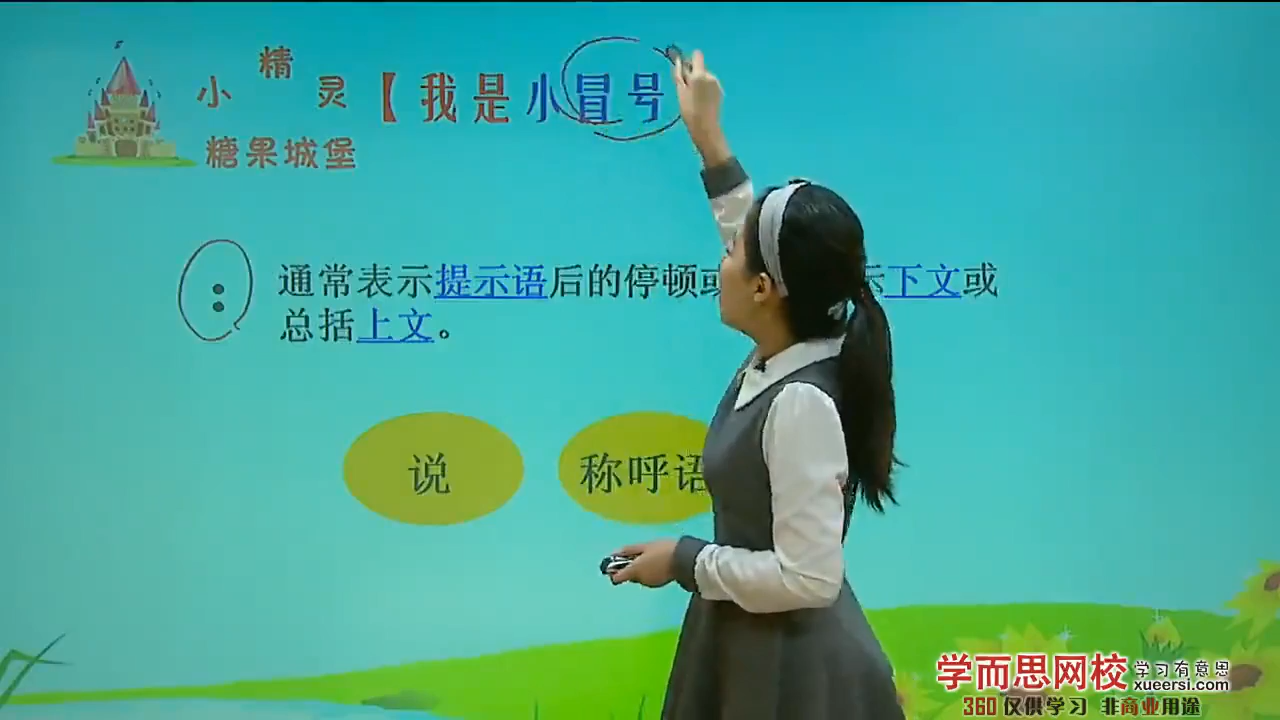 小精灵【我是小冒号
糖果城堡
：通常表示提示语后的停顿或示下文或
总括上文。
说
称呼语
学而思网校 学习有意思
xueersi.com
360 仅供学习 非商业用途